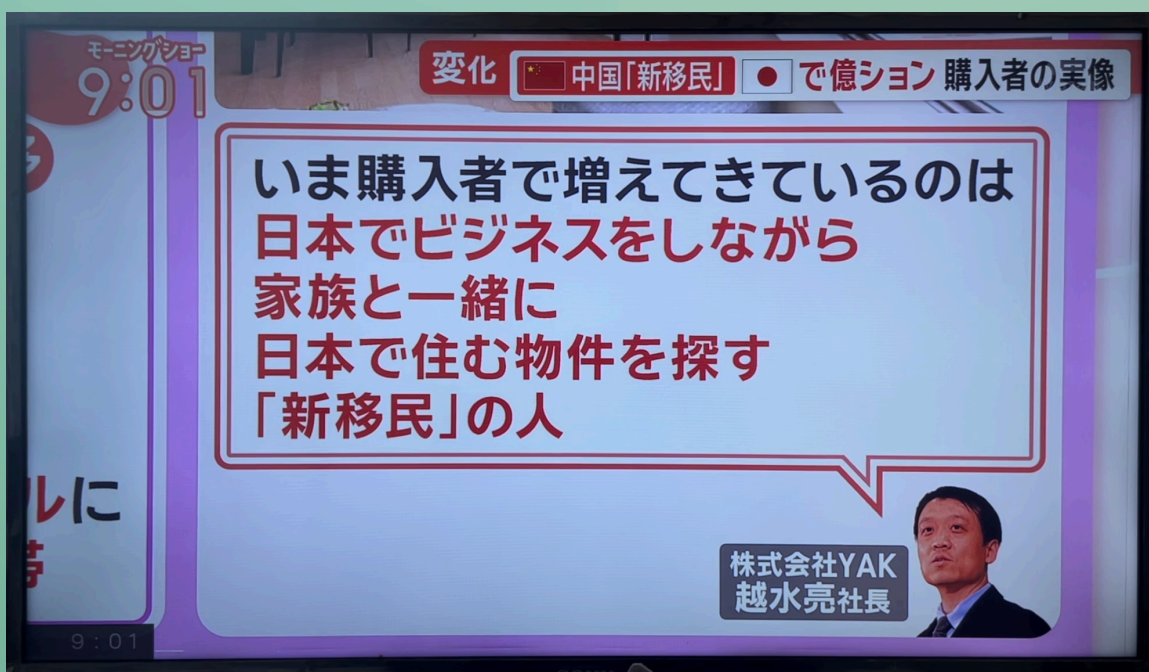 モーニングショー
9:01
変化 中国「新移民」 で億ション 購入者の実像
いま購入者で増えてきているのは
日本でビジネスをしながら
家族と一緒に
日本で住む物件を探す
「新移民」の人
ルに
株式会社YAK
越水亮社長
9:01